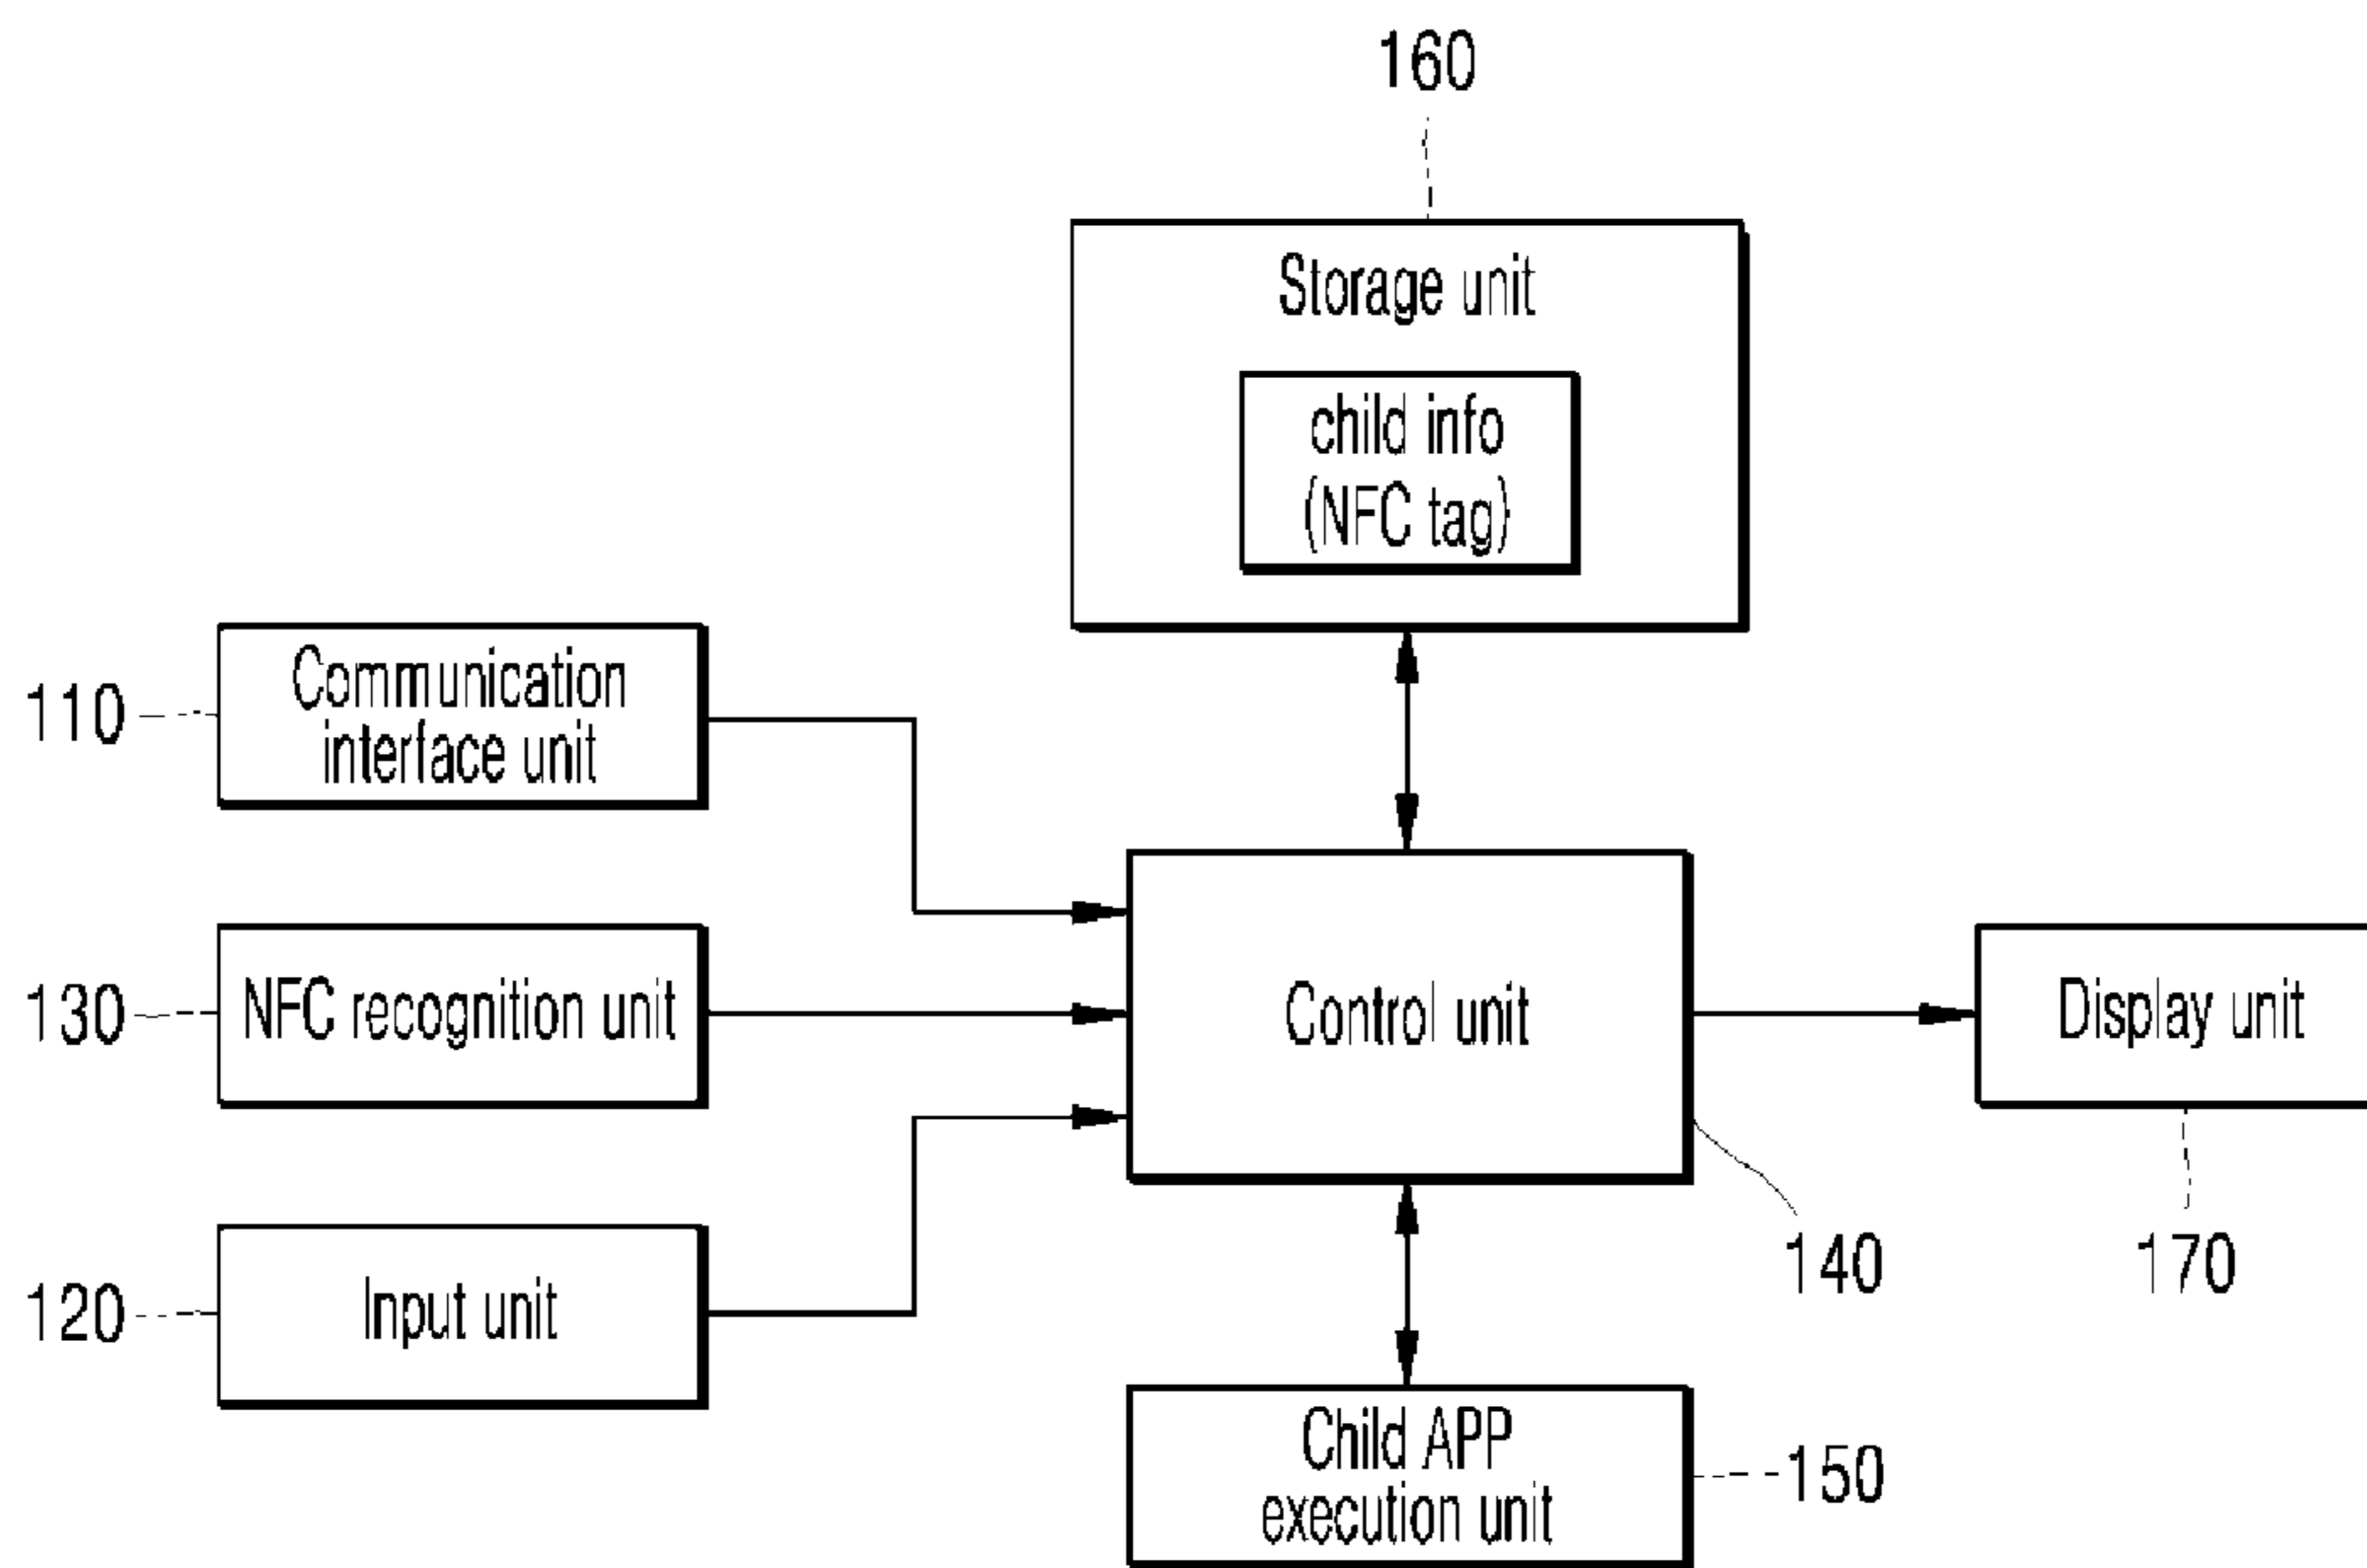 160
Storage unit
child info
(NFC tag)
110
Communication
interface unit
130
NFC recognition unit
Control unit
Display unit
120
Input unit
140
170
Child APP
execution unit
150